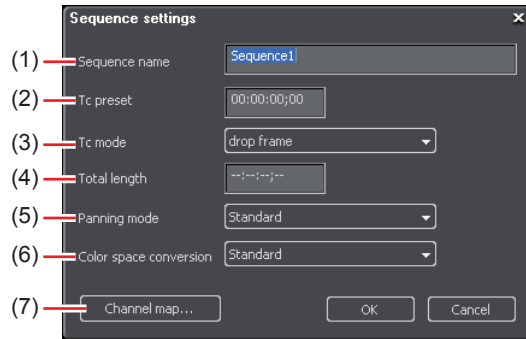 Sequence settings
(1) Sequence name Sequence1
(2) Tc preset 00:00:00;00
(3) Tc mode drop frame
(4) Total length --:--:--;--
(5) Panning mode Standard
(6) Color space conversion Standard
(7) Channel map... OK Cancel